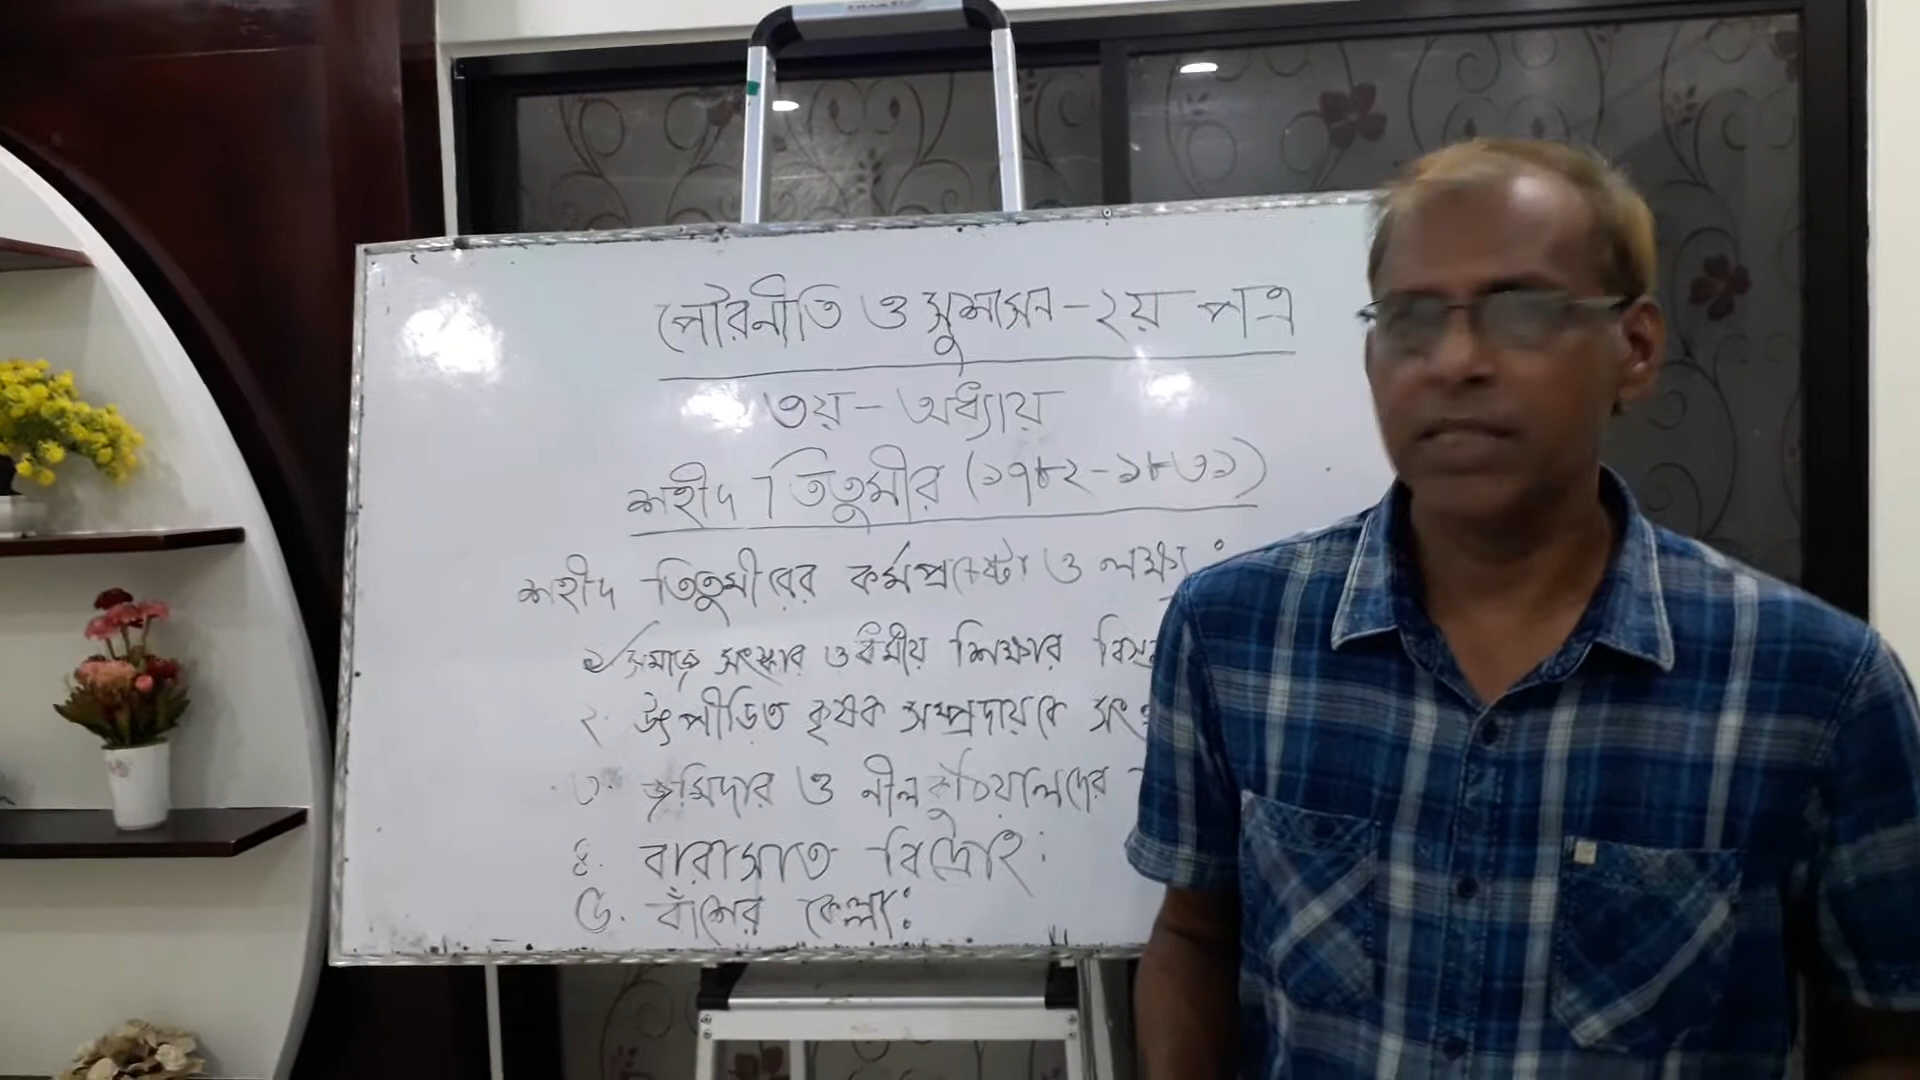 পৌরনীতি ও সুশাসন - ২য় পত্র
৩য় - অধ্যায়
শহীদ তিতুমীর (১৭৮২ - ১৮৩১)
শহীদ তিতুমীরের কর্মপ্রচেষ্টা ও লক্ষ্য :
১. সমাজ সংস্কার ও ধর্মীয় শিক্ষার
২. উৎপীড়িত কৃষক সম্প্রদায়কে
৩. জমিদার ও নীলকুঠিয়ালদের
৪. বারাসাত বিদ্রোহ :
৫. বাঁশের কেল্লা :